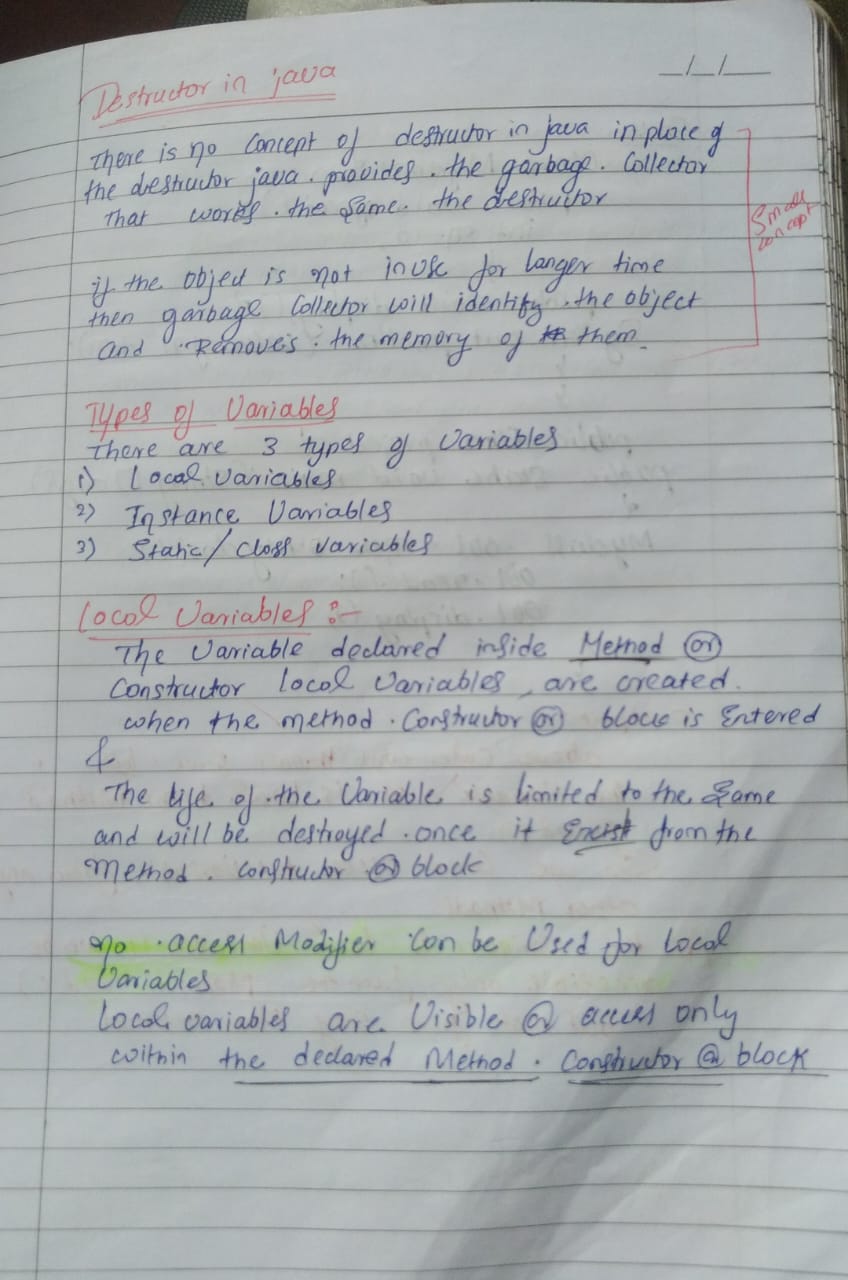 Destructor in java
__/__/__
There is no Concept of destructor in java in place of
the destructor java. provides. the garbage. Collector
That works. the Same. the destructor
Small
concept
if the object is not in use for longer time
then garbage Collector will identify. the object
and Removes. the memory of them.
Types of Variables
There are 3 types of Variables
1) Local Variables
2) Instance Variables
3) Static/Class Variables
Local Variables :-
The Variable declared inside Method or
Constructor local Variables, are created.
when the method. Constructor or block is Entered
&
The life of. the Variable is limited to the Same
and will be destroyed. once it Exist from the
Method. Constructor or block
no. access Modifier can be Used for Local
Variables
Local variables are Visible or access only
within the declared Method. Constructor or block